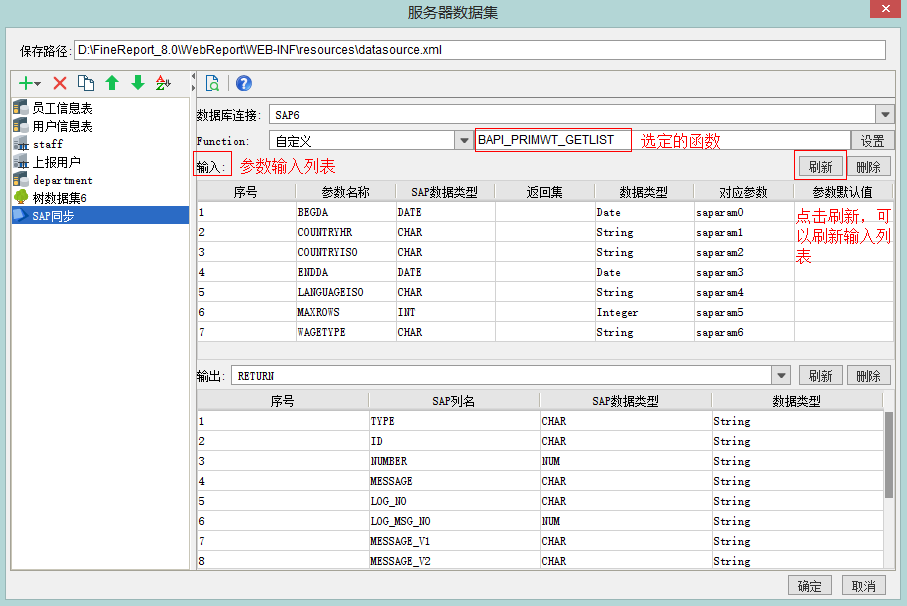 服务器数据集
保存路径: D:\FineReport_8.0\WebReport\WEB-INF\resources\datasource.xml
员工信息表
用户信息表
staff
上报用户
department
树数据集6
SAP同步
数据库连接: SAP6
Function: 自定义 BAPI_PRIMWT_GETLIST 选定的函数 设置
输入: 参数输入列表 刷新 删除
序号 参数名称 SAP数据类型 返回集 数据类型 对应参数 参数默认值
1 BEGDA DATE Date saparam0
2 COUNTRYHR CHAR String saparam1
3 COUNTRYISO CHAR String saparam2
4 ENDDA DATE Date saparam3
5 LANGUAGEISO CHAR String saparam4
6 MAXROWS INT Integer saparam5
7 WAGETYPE CHAR String saparam6
点击刷新，可
以刷新输入列
表
输出: RETURN 刷新 删除
序号 SAP列名 SAP数据类型 数据类型
1 TYPE CHAR String
2 ID CHAR String
3 NUMBER NUM String
4 MESSAGE CHAR String
5 LOG_NO CHAR String
6 LOG_MSG_NO NUM String
7 MESSAGE_V1 CHAR String
8 MESSAGE_V2 CHAR String
确定 取消